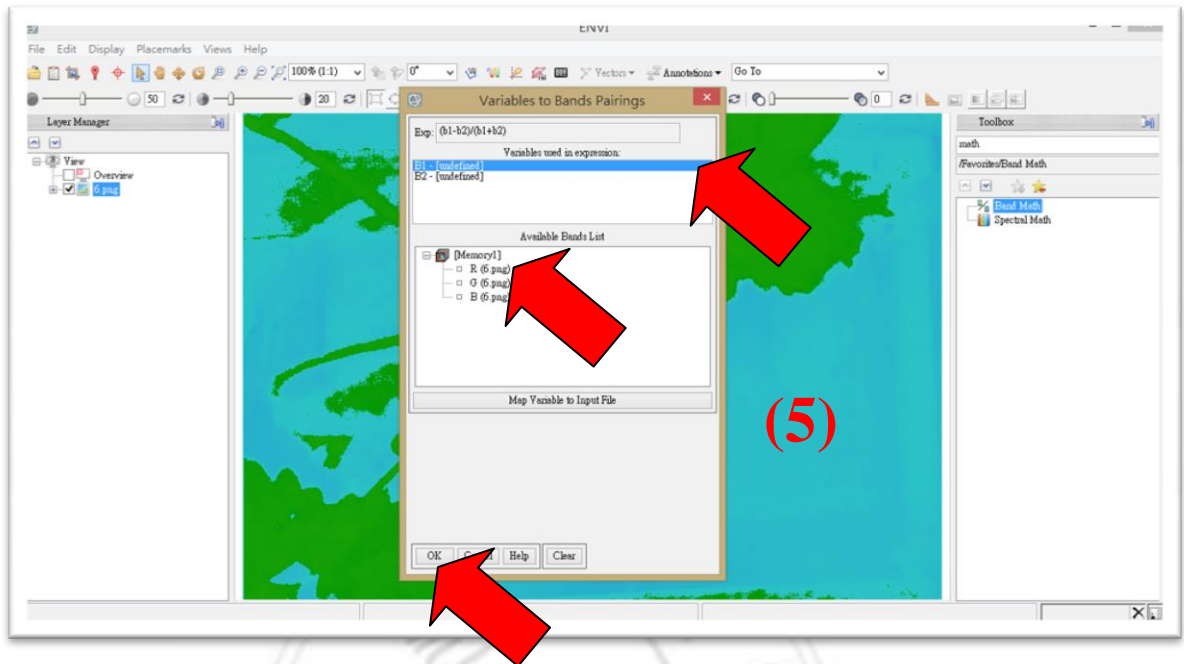 ENVI
File Edit Display Placemarks Views Help
100% (1:1) 0° Vectors Annotations Go To
50 20 0
Layer Manager
View
Overview
6.png
Variables to Bands Pairings
Exp: (b1-b2)/(b1+b2)
Variables used in expression:
B1 - [undefined]
B2 - [undefined]
Available Bands List
[Memory1]
R (6.png)
G (6.png)
B (6.png)
Map Variable to Input File
OK Help Clear
(5)
Toolbox
math
/Favorites/Band Math
Band Math
Spectral Math